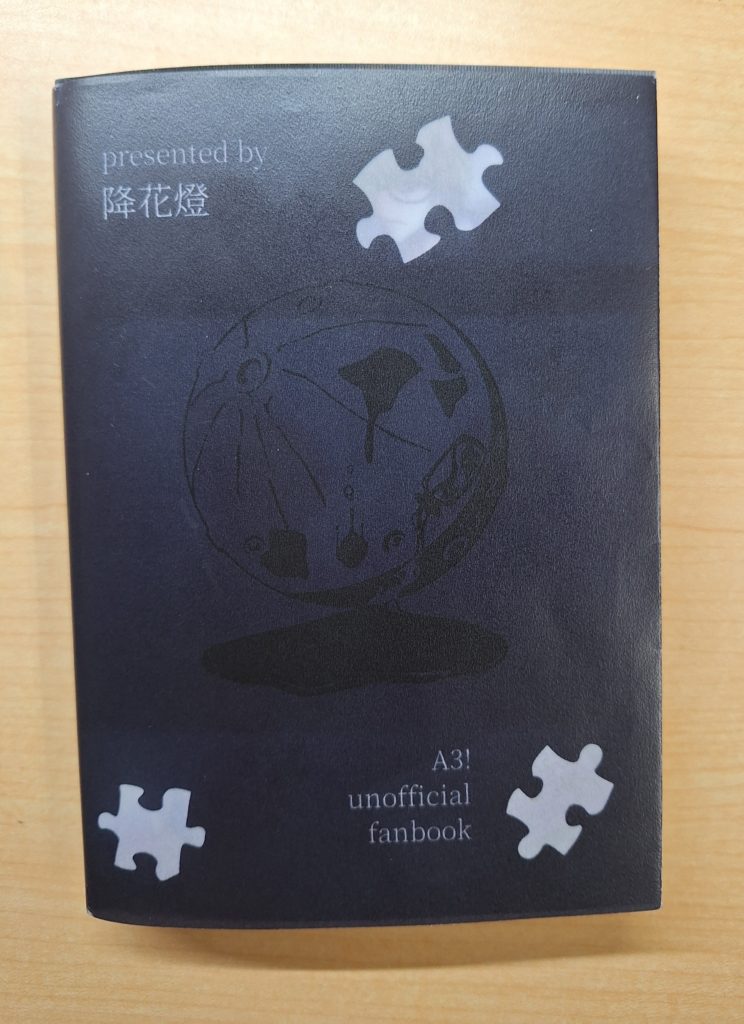 presented by
降花燈
A3!
unofficial
fanbook